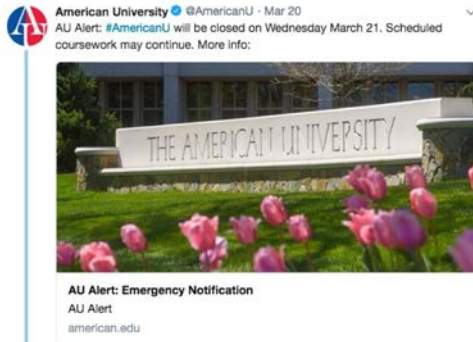 American University @AmericanU · Mar 20
AU Alert: #AmericanU will be closed on Wednesday March 21. Scheduled
coursework may continue. More info:
THE AMERICAN UNIVERSITY
AU Alert: Emergency Notification
AU Alert
american.edu